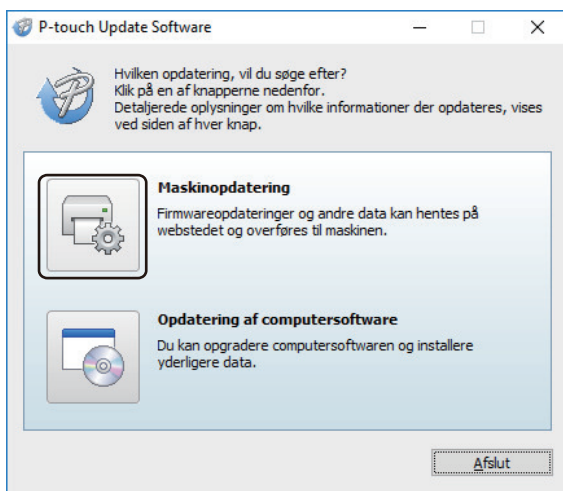 P-touch Update Software
Hvilken opdatering, vil du søge efter?
Klik på en af knapperne nedenfor.
Detaljerede oplysninger om hvilke informationer der opdateres, vises
ved siden af hver knap.
Maskinopdatering
Firmwareopdateringer og andre data kan hentes på
webstedet og overføres til maskinen.
Opdatering af computersoftware
Du kan opgradere computersoftwaren og installere
yderligere data.
Afslut